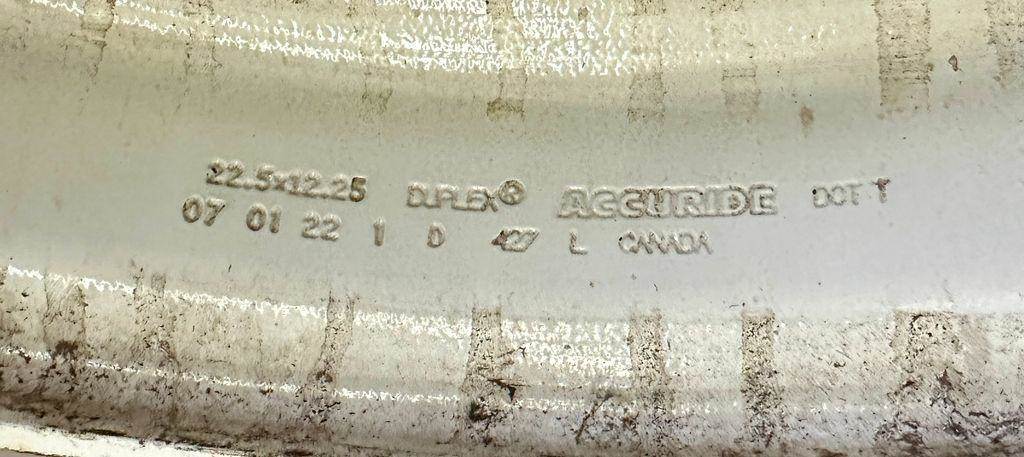 22.5x12.25 DUPLEX® ACCURIDE DOT T
07 01 22 1 D 427 L CANADA